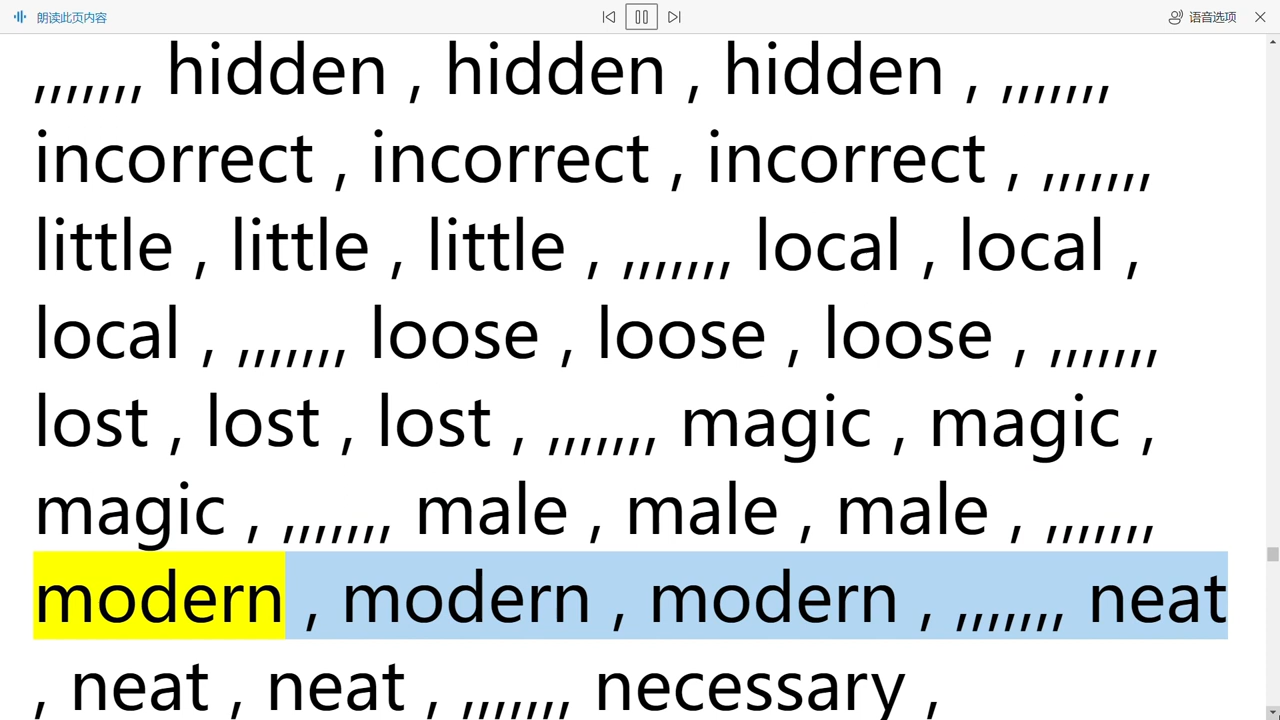 朗读此页内容
语音选项
,,,,,,, hidden , hidden , hidden , ,,,,,,,
incorrect , incorrect , incorrect , ,,,,,,,
little , little , little , ,,,,,,, local , local ,
local , ,,,,,,, loose , loose , loose , ,,,,,,,
lost , lost , lost , ,,,,,,, magic , magic ,
magic , ,,,,,,, male , male , male , ,,,,,,,
modern , modern , modern , ,,,,,,, neat
, neat , neat , ,,,,,,, necessary ,